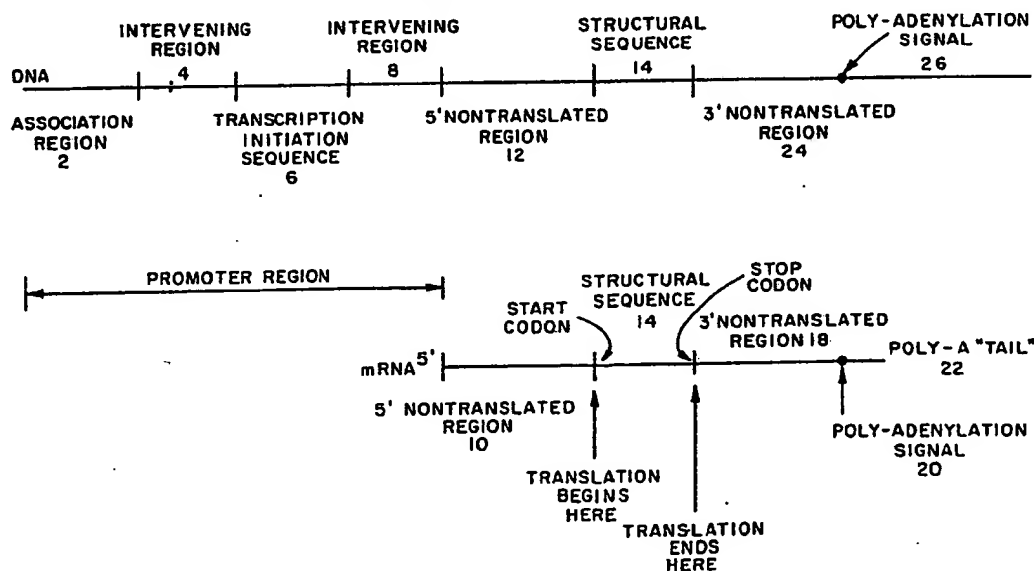 INTERVENING
REGION
4
INTERVENING
REGION
8
STRUCTURAL
SEQUENCE
14
POLY-ADENYLATION
SIGNAL
26
DNA
ASSOCIATION
REGION
2
TRANSCRIPTION
INITIATION
SEQUENCE
6
5' NONTRANSLATED
REGION
12
3' NONTRANSLATED
REGION
24
PROMOTER REGION
START
CODON
STRUCTURAL
SEQUENCE
14
STOP
CODON
3' NONTRANSLATED
REGION 18
mRNA 5'
POLY-A "TAIL"
22
5' NONTRANSLATED
REGION
10
POLY-ADENYLATION
SIGNAL
20
TRANSLATION
BEGINS
HERE
TRANSLATION
ENDS
HERE